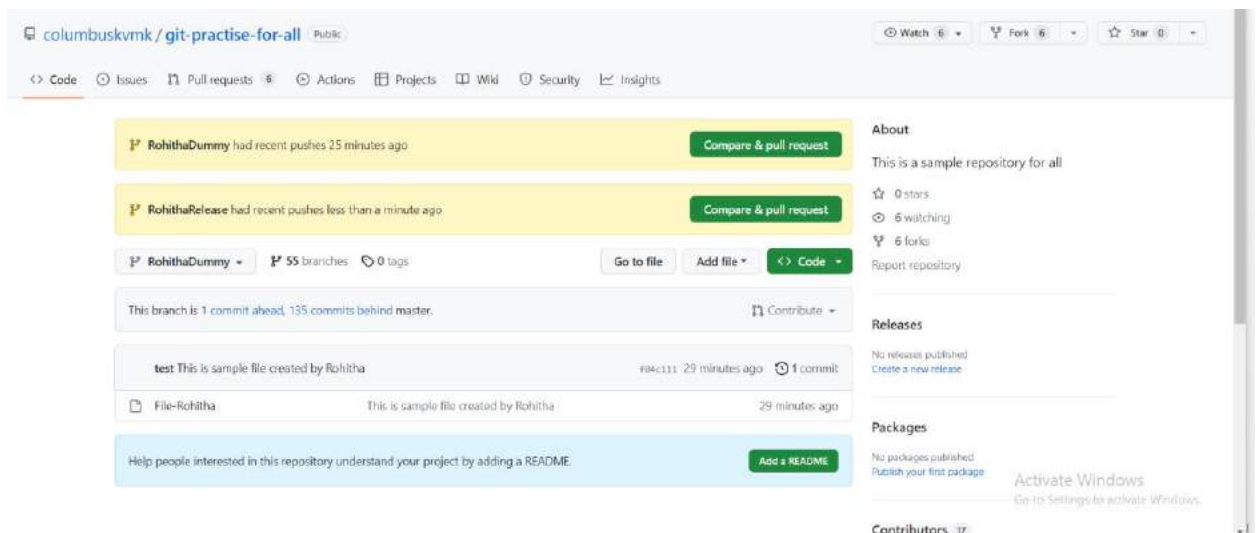 columbuskvmk / git-practise-for-all Public
Watch 6 Fork 6 Star 0
Code Issues Pull requests 6 Actions Projects Wiki Security Insights
RohithaDummy had recent pushes 25 minutes ago Compare & pull request
RohithaRelease had recent pushes less than a minute ago Compare & pull request
RohithaDummy 55 branches 0 tags Go to file Add file Code
This branch is 1 commit ahead, 135 commits behind master. Contribute
test This is sample file created by Rohitha 29 minutes ago 1 commit
File-Rohitha This is sample file created by Rohitha 29 minutes ago
Help people interested in this repository understand your project by adding a README. Add a README
About
This is a sample repository for all
0 stars
6 watching
6 forks
Report repository
Releases
No releases published
Create a new release
Packages
No packages published
Publish your first package
Contributors 17
Activate Windows
Go to Settings to activate Windows.